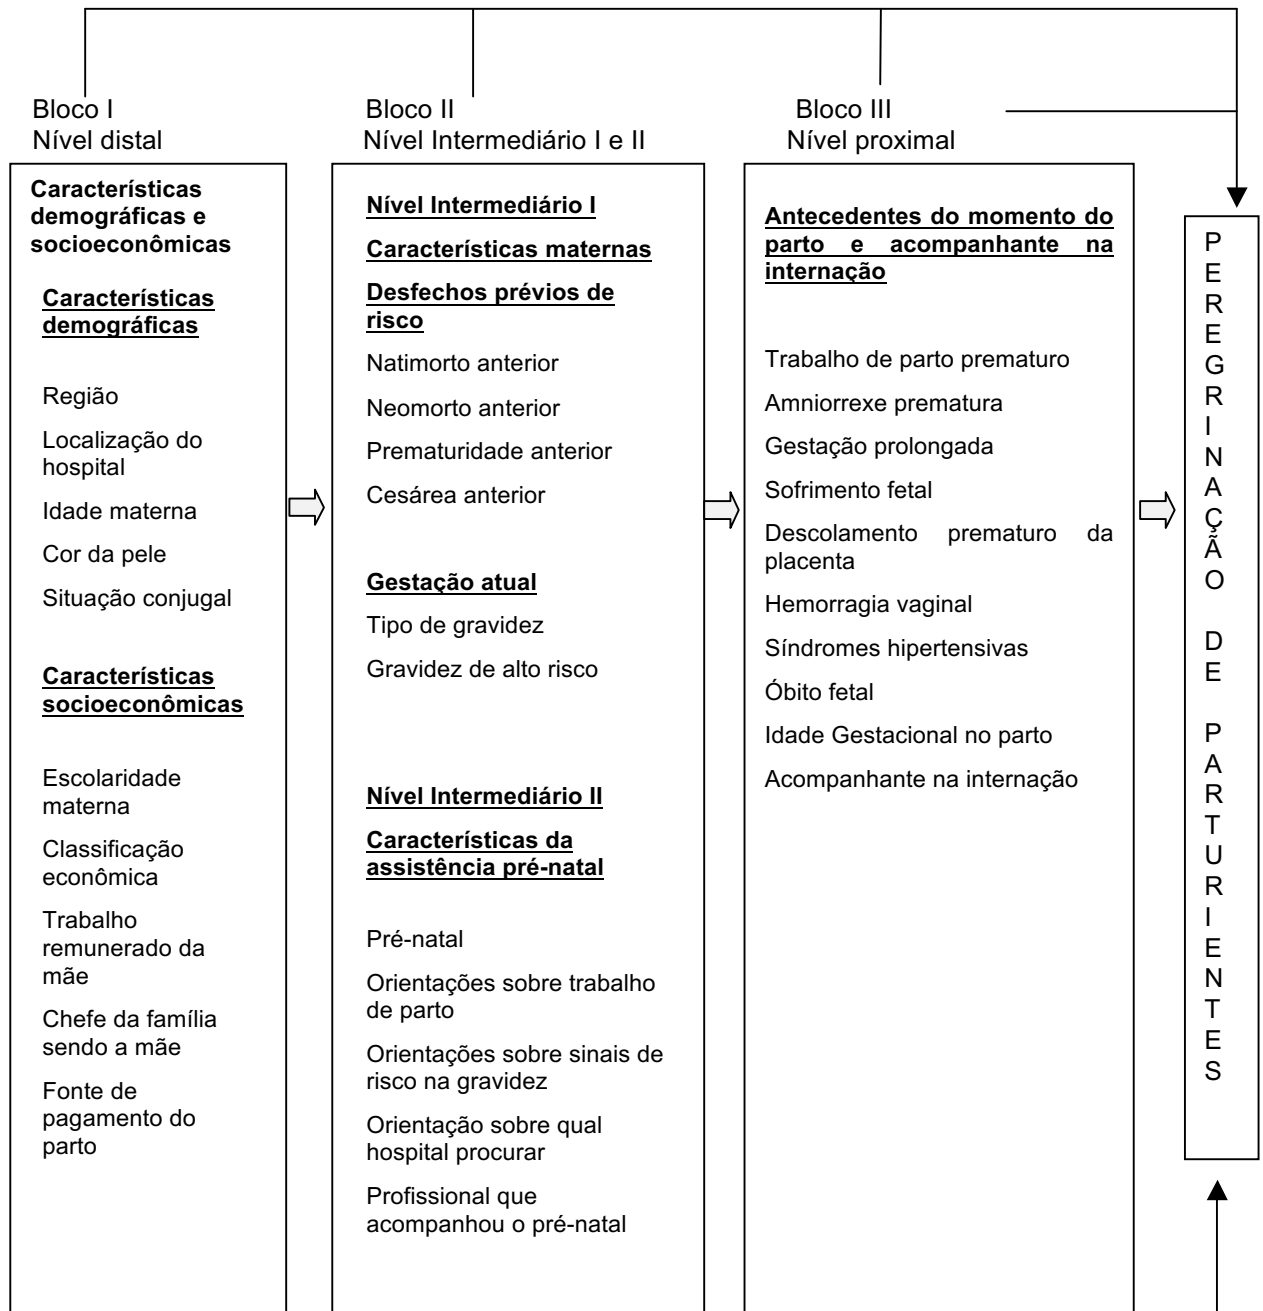 Bloco I
Nível distal
Características
demográficas e
socioeconômicas
Características
demográficas
Região
Localização do
hospital
Idade materna
Cor da pele
Situação conjugal
Características
socioeconômicas
Escolaridade
materna
Classificação
econômica
Trabalho
remunerado da
mãe
Chefe da família
sendo a mãe
Fonte de
pagamento do
parto
Bloco II
Nível Intermediário I e II
Nível Intermediário I
Características maternas
Desfechos prévios de
risco
Natimorto anterior
Neomorto anterior
Prematuridade anterior
Cesárea anterior
Gestação atual
Tipo de gravidez
Gravidez de alto risco
Nível Intermediário II
Características da
assistência pré-natal
Pré-natal
Orientações sobre trabalho
de parto
Orientações sobre sinais de
risco na gravidez
Orientação sobre qual
hospital procurar
Profissional que
acompanhou o pré-natal
Bloco III
Nível proximal
Antecedentes do momento do
parto e acompanhante na
internação
Trabalho de parto prematuro
Amniorrexe prematura
Gestação prolongada
Sofrimento fetal
Descolamento prematuro da
placenta
Hemorragia vaginal
Síndromes hipertensivas
Óbito fetal
Idade Gestacional no parto
Acompanhante na internação
PEREGRINAÇÃO DE PARTURIENTES